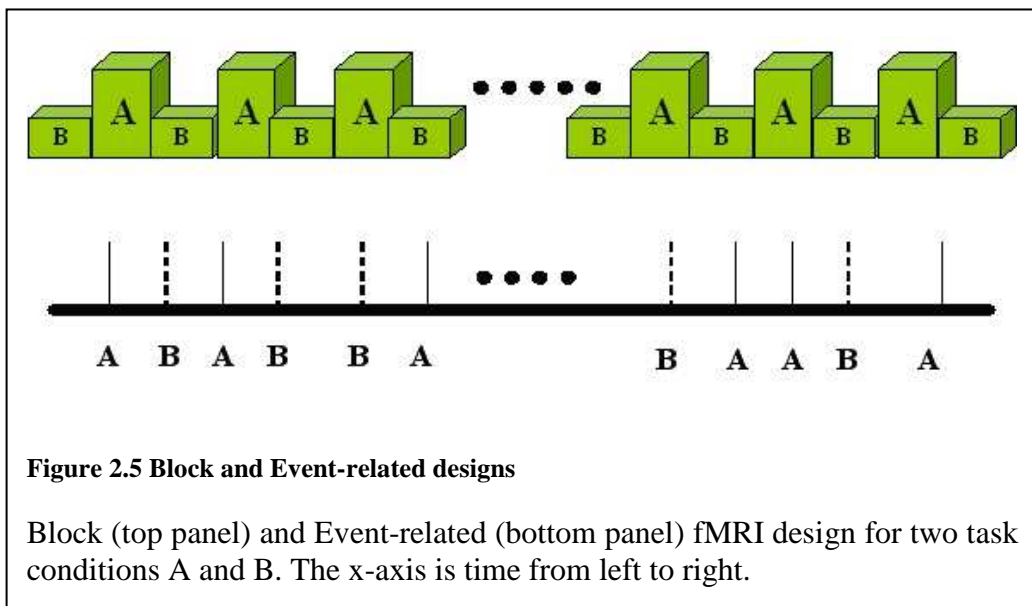 B A B A B A B B A B A B A B
A B A B B A B A A B A
Figure 2.5 Block and Event-related designs
Block (top panel) and Event-related (bottom panel) fMRI design for two task
conditions A and B. The x-axis is time from left to right.